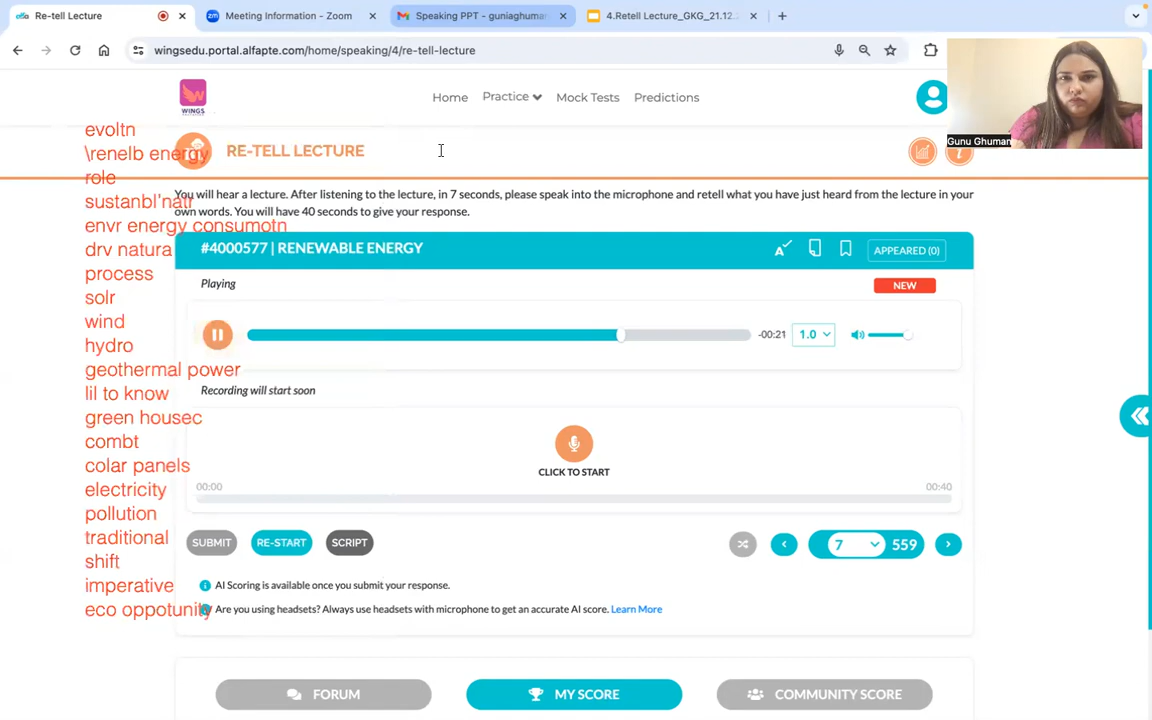 Re-tell Lecture
Meeting Information - Zoom
Speaking PPT - guniaghuman
4.Retell Lecture_GKG_21.12.
wingsedu.portal.alfapte.com/home/speaking/4/re-tell-lecture
WINGS
Home Practice Mock Tests Predictions
Gunu Ghuman
evoltn
\renelb energy
role
sustanbl'natr
envr energy consumotn
drv natura
process
solr
wind
hydro
geothermal power
lil to know
green housec
combt
colar panels
electricity
pollution
traditional
shift
imperative
eco oppotunity
RE-TELL LECTURE
You will hear a lecture. After listening to the lecture, in 7 seconds, please speak into the microphone and retell what you have just heard from the lecture in your
own words. You will have 40 seconds to give your response.
#4000577 | RENEWABLE ENERGY
APPEARED (0)
Playing
NEW
-00:21 1.0
Recording will start soon
CLICK TO START
00:00 00:40
SUBMIT RE-START SCRIPT
7 559
AI Scoring is available once you submit your response.
Are you using headsets? Always use headsets with microphone to get an accurate AI score. Learn More
FORUM MY SCORE COMMUNITY SCORE